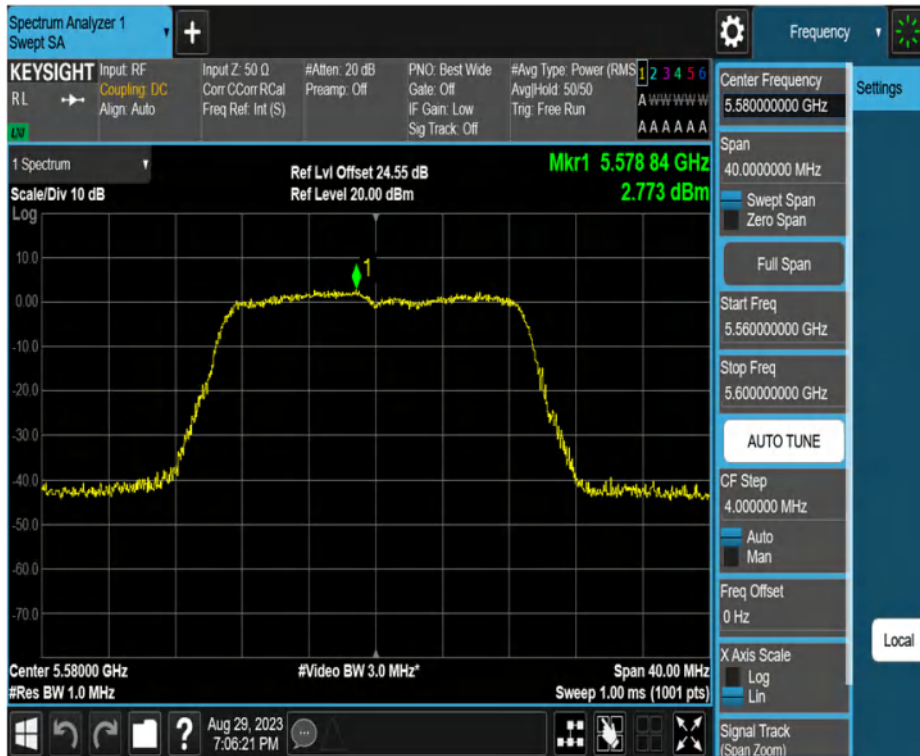 Spectrum Analyzer 1
Swept SA
+
Frequency
KEYSIGHT
RL
LXI
Input: RF
Coupling: DC
Align: Auto
Input Z: 50 Ω
Corr CCorr RCal
Freq Ref: Int (S)
#Atten: 20 dB
Preamp: Off
PNO: Best Wide
Gate: Off
IF Gain: Low
Sig Track: Off
#Avg Type: Power (RMS
Avg|Hold: 50/50
Trig: Free Run
1 2 3 4 5 6
A W W W W W
A A A A A A
1 Spectrum
Scale/Div 10 dB
Log
Ref Lvl Offset 24.55 dB
Ref Level 20.00 dBm
Mkr1 5.578 84 GHz
2.773 dBm
10.0
0.00
-10.0
-20.0
-30.0
-40.0
-50.0
-60.0
-70.0
1
Center 5.58000 GHz
#Res BW 1.0 MHz
#Video BW 3.0 MHz*
Span 40.00 MHz
Sweep 1.00 ms (1001 pts)
?
Aug 29, 2023
7:06:21 PM
Center Frequency
5.580000000 GHz
Span
40.0000000 MHz
Swept Span
Zero Span
Full Span
Start Freq
5.560000000 GHz
Stop Freq
5.600000000 GHz
AUTO TUNE
CF Step
4.000000 MHz
Auto
Man
Freq Offset
0 Hz
X Axis Scale
Log
Lin
Signal Track
(Span Zoom)
Settings
Local